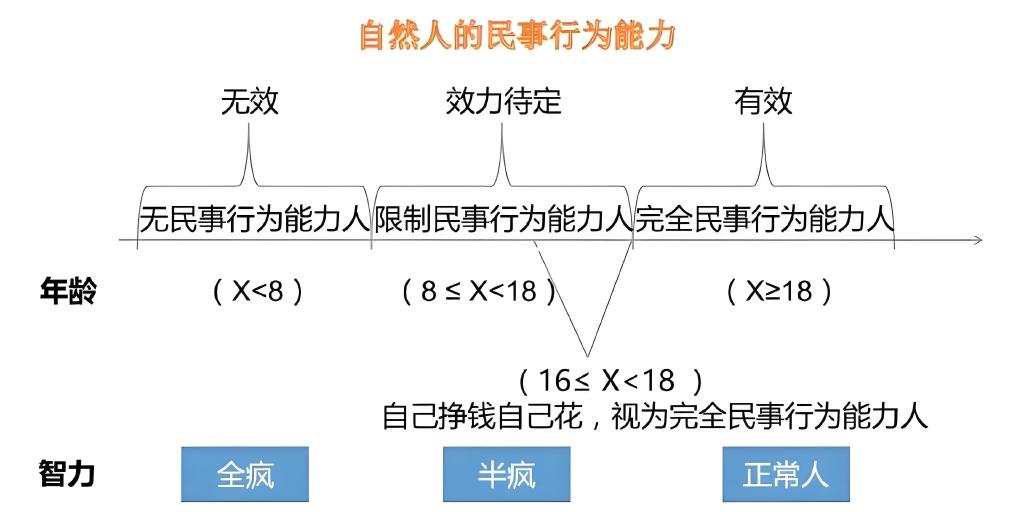 自然人的民事行为能力
无效 效力待定 有效
无民事行为能力人 限制民事行为能力人 完全民事行为能力人
年龄 （X<8） （8≤X<18） （X≥18）
（16≤ X<18 ）
自己挣钱自己花，视为完全民事行为能力人
智力 全疯 半疯 正常人